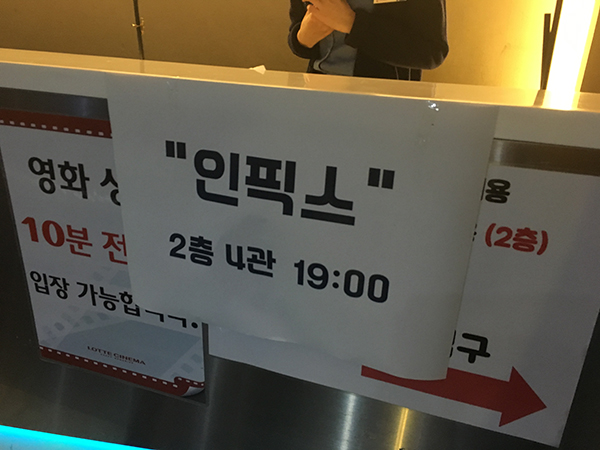 "인픽스"
2층 4관 19:00
영화
10분 전
입장 가능합
LOTTE CINEMA
용
(2층)
구